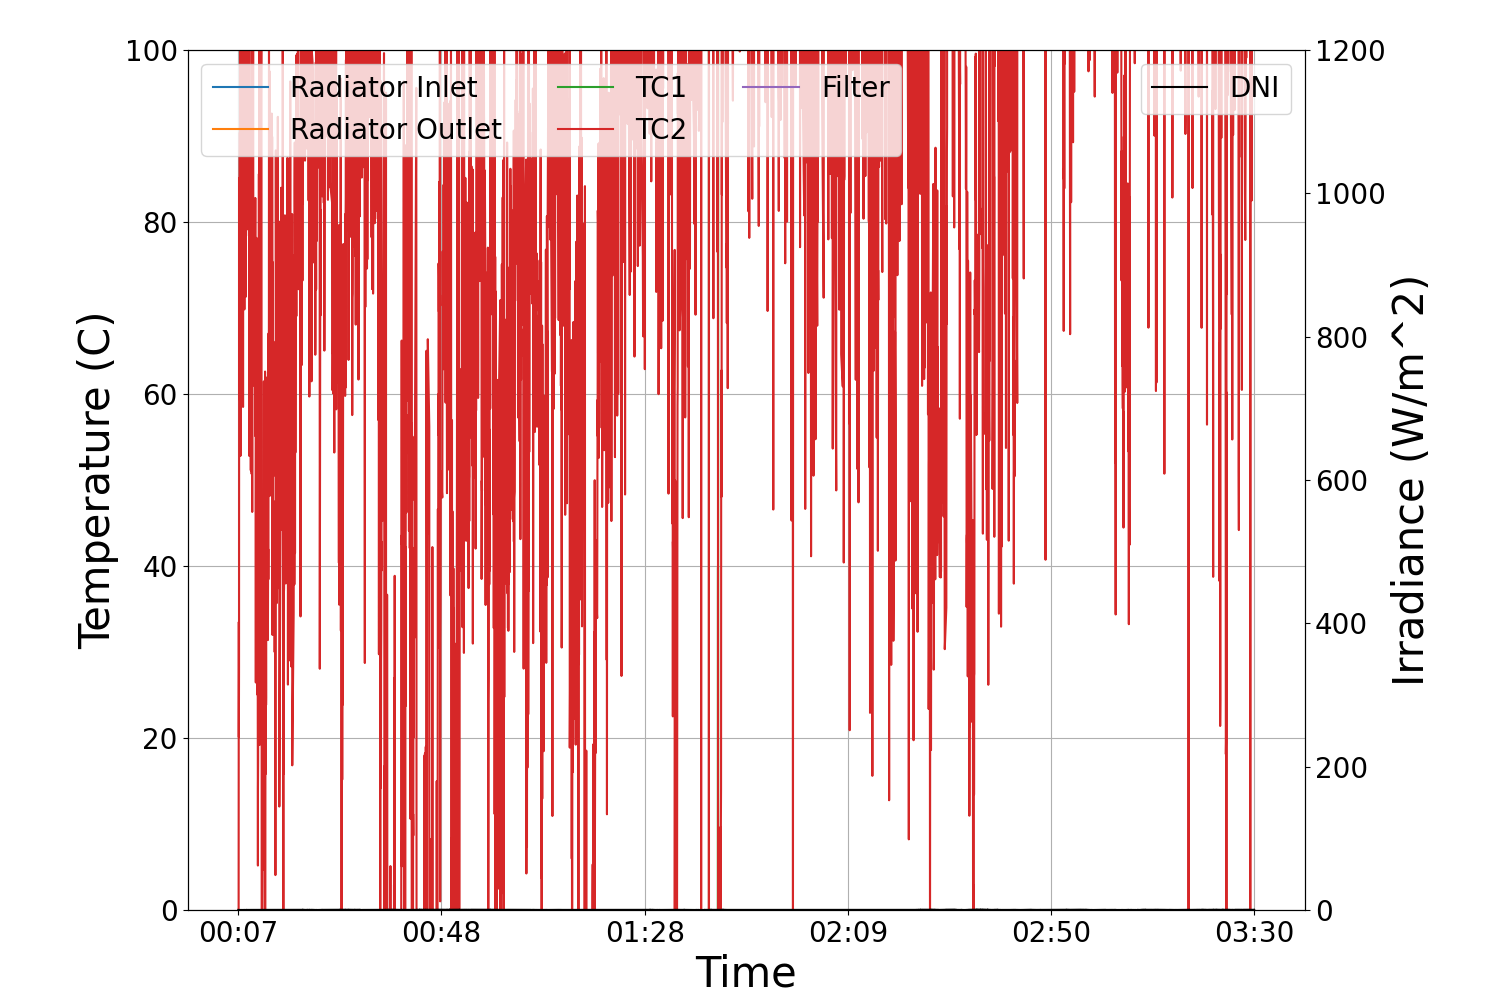 100
80
60
40
20
0
Temperature (C)
Radiator Inlet
Radiator Outlet
TC1
TC2
Filter
DNI
1200
1000
800
600
400
200
0
Irradiance (W/m^2)
00:07
00:48
01:28
02:09
02:50
03:30
Time